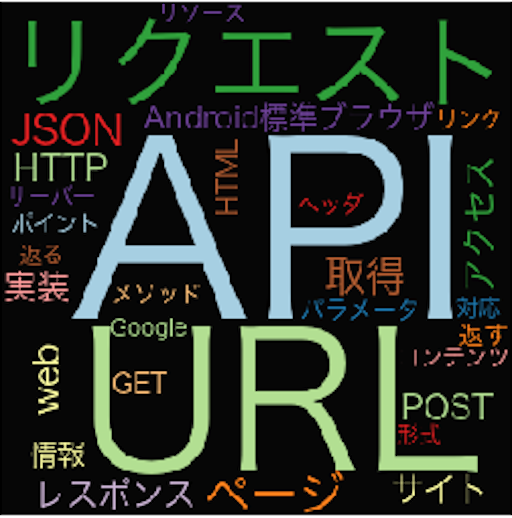 リソース
リクエスト
Android標準ブラウザ
リンク
JSON
HTTP
HTML
API
リーバー
ヘッダ
アクセス
ポイント
返る
取得
実装
メソッド
パラメータ
対応
Google
返す
URL
コンテンツ
web
GET
POST
形式
情報
レスポンス
ページ
サイト